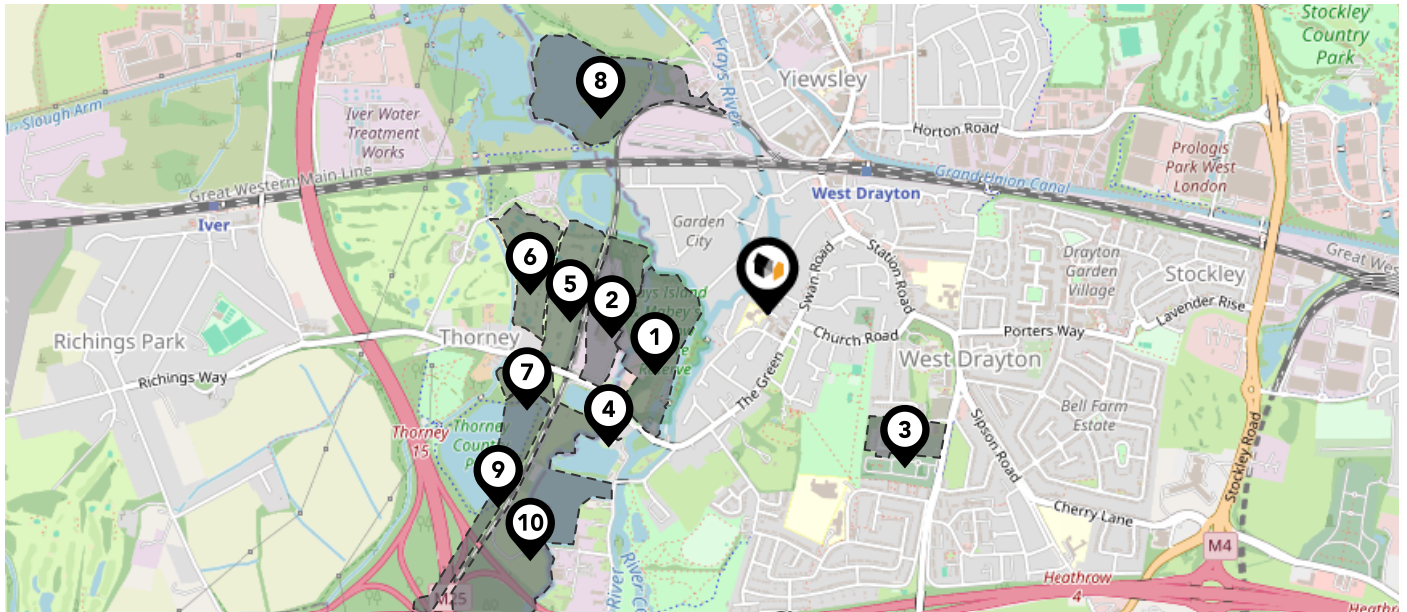 Stockley
Country
Park
8
Frays River
Yiewsley
- Slough Arm
Iver Water
Treatment
Works
Horton Road
Prologis
Park West
London
Great Western Main Line
Grand Union Canal
West Drayton
Iver
Garden
City
6
5
2
1
Swan Road
Station Road
Drayton
Garden
Village
Stockley
Great Wes
Lavender Rise
Richings Park
Thorney
Church Road
Porters Way
West Drayton
Richings Way
7
4
The Green
Bell Farm
Estate
3
Thorney
15
Thorney
Sipson Road
Stockley Road
9
10
Cherry Lane
M4
Heathrow
4
M25
River
River Co
Heathr